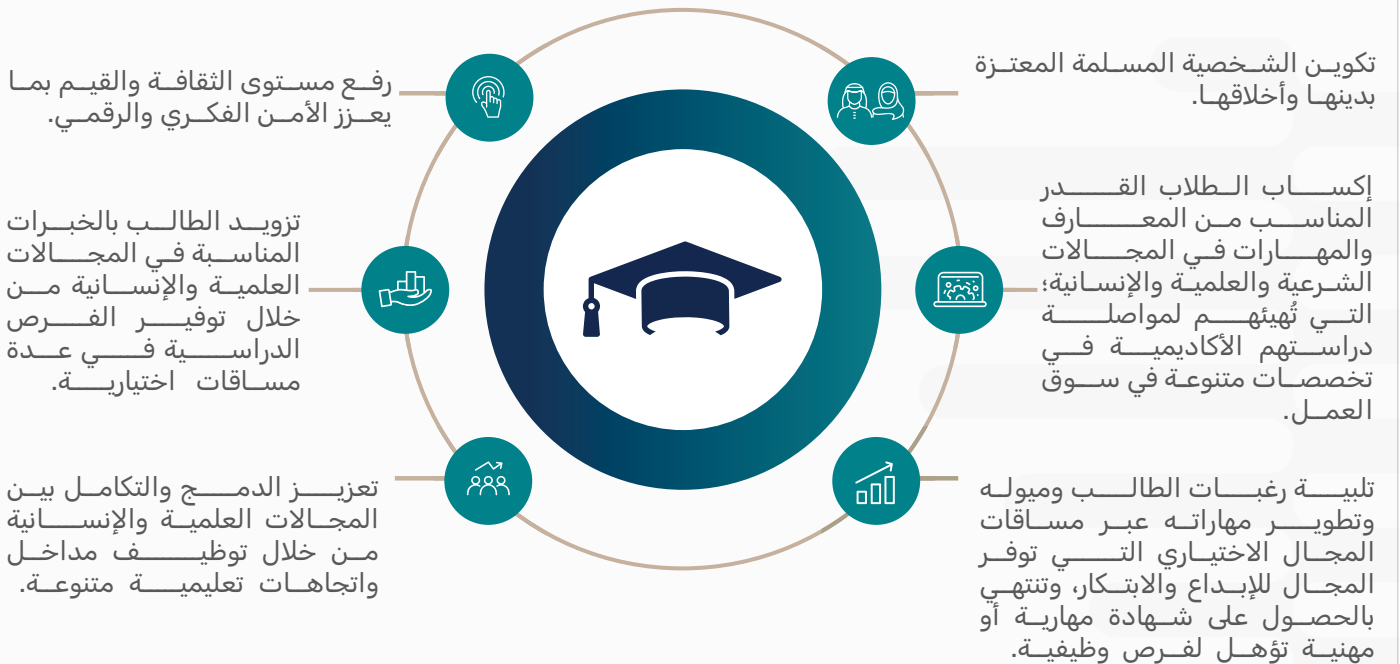 تكوين الشخصية المسلمة المعتزة
بدينها وأخلاقها.
إكساب الطلاب القدر
المناسب من المعارف
والمهارات في المجالات
الشرعية والعلمية والإنسانية؛
التي تُهيئهم لمواصلة
دراستهم الأكاديمية في
تخصصات متنوعة في سوق
العمل.
تلبية رغبات الطالب وميوله
وتطوير مهاراته عبر مساقات
المجال الاختياري التي توفر
المجال للإبداع والابتكار، وتنتهي
بالحصول على شهادة مهارية أو
مهنية تؤهل لفرص وظيفية.
رفع مستوى الثقافة والقيم بما
يعزز الأمن الفكري والرقمي.
تزويد الطالب بالخبرات
المناسبة في المجالات
العلمية والإنسانية من
خلال توفير الفرص
الدراسية في عدة
مساقات اختيارية.
تعزيز الدمج والتكامل بين
المجالات العلمية والإنسانية
من خلال توظيف مداخل
واتجاهات تعليمية متنوعة.